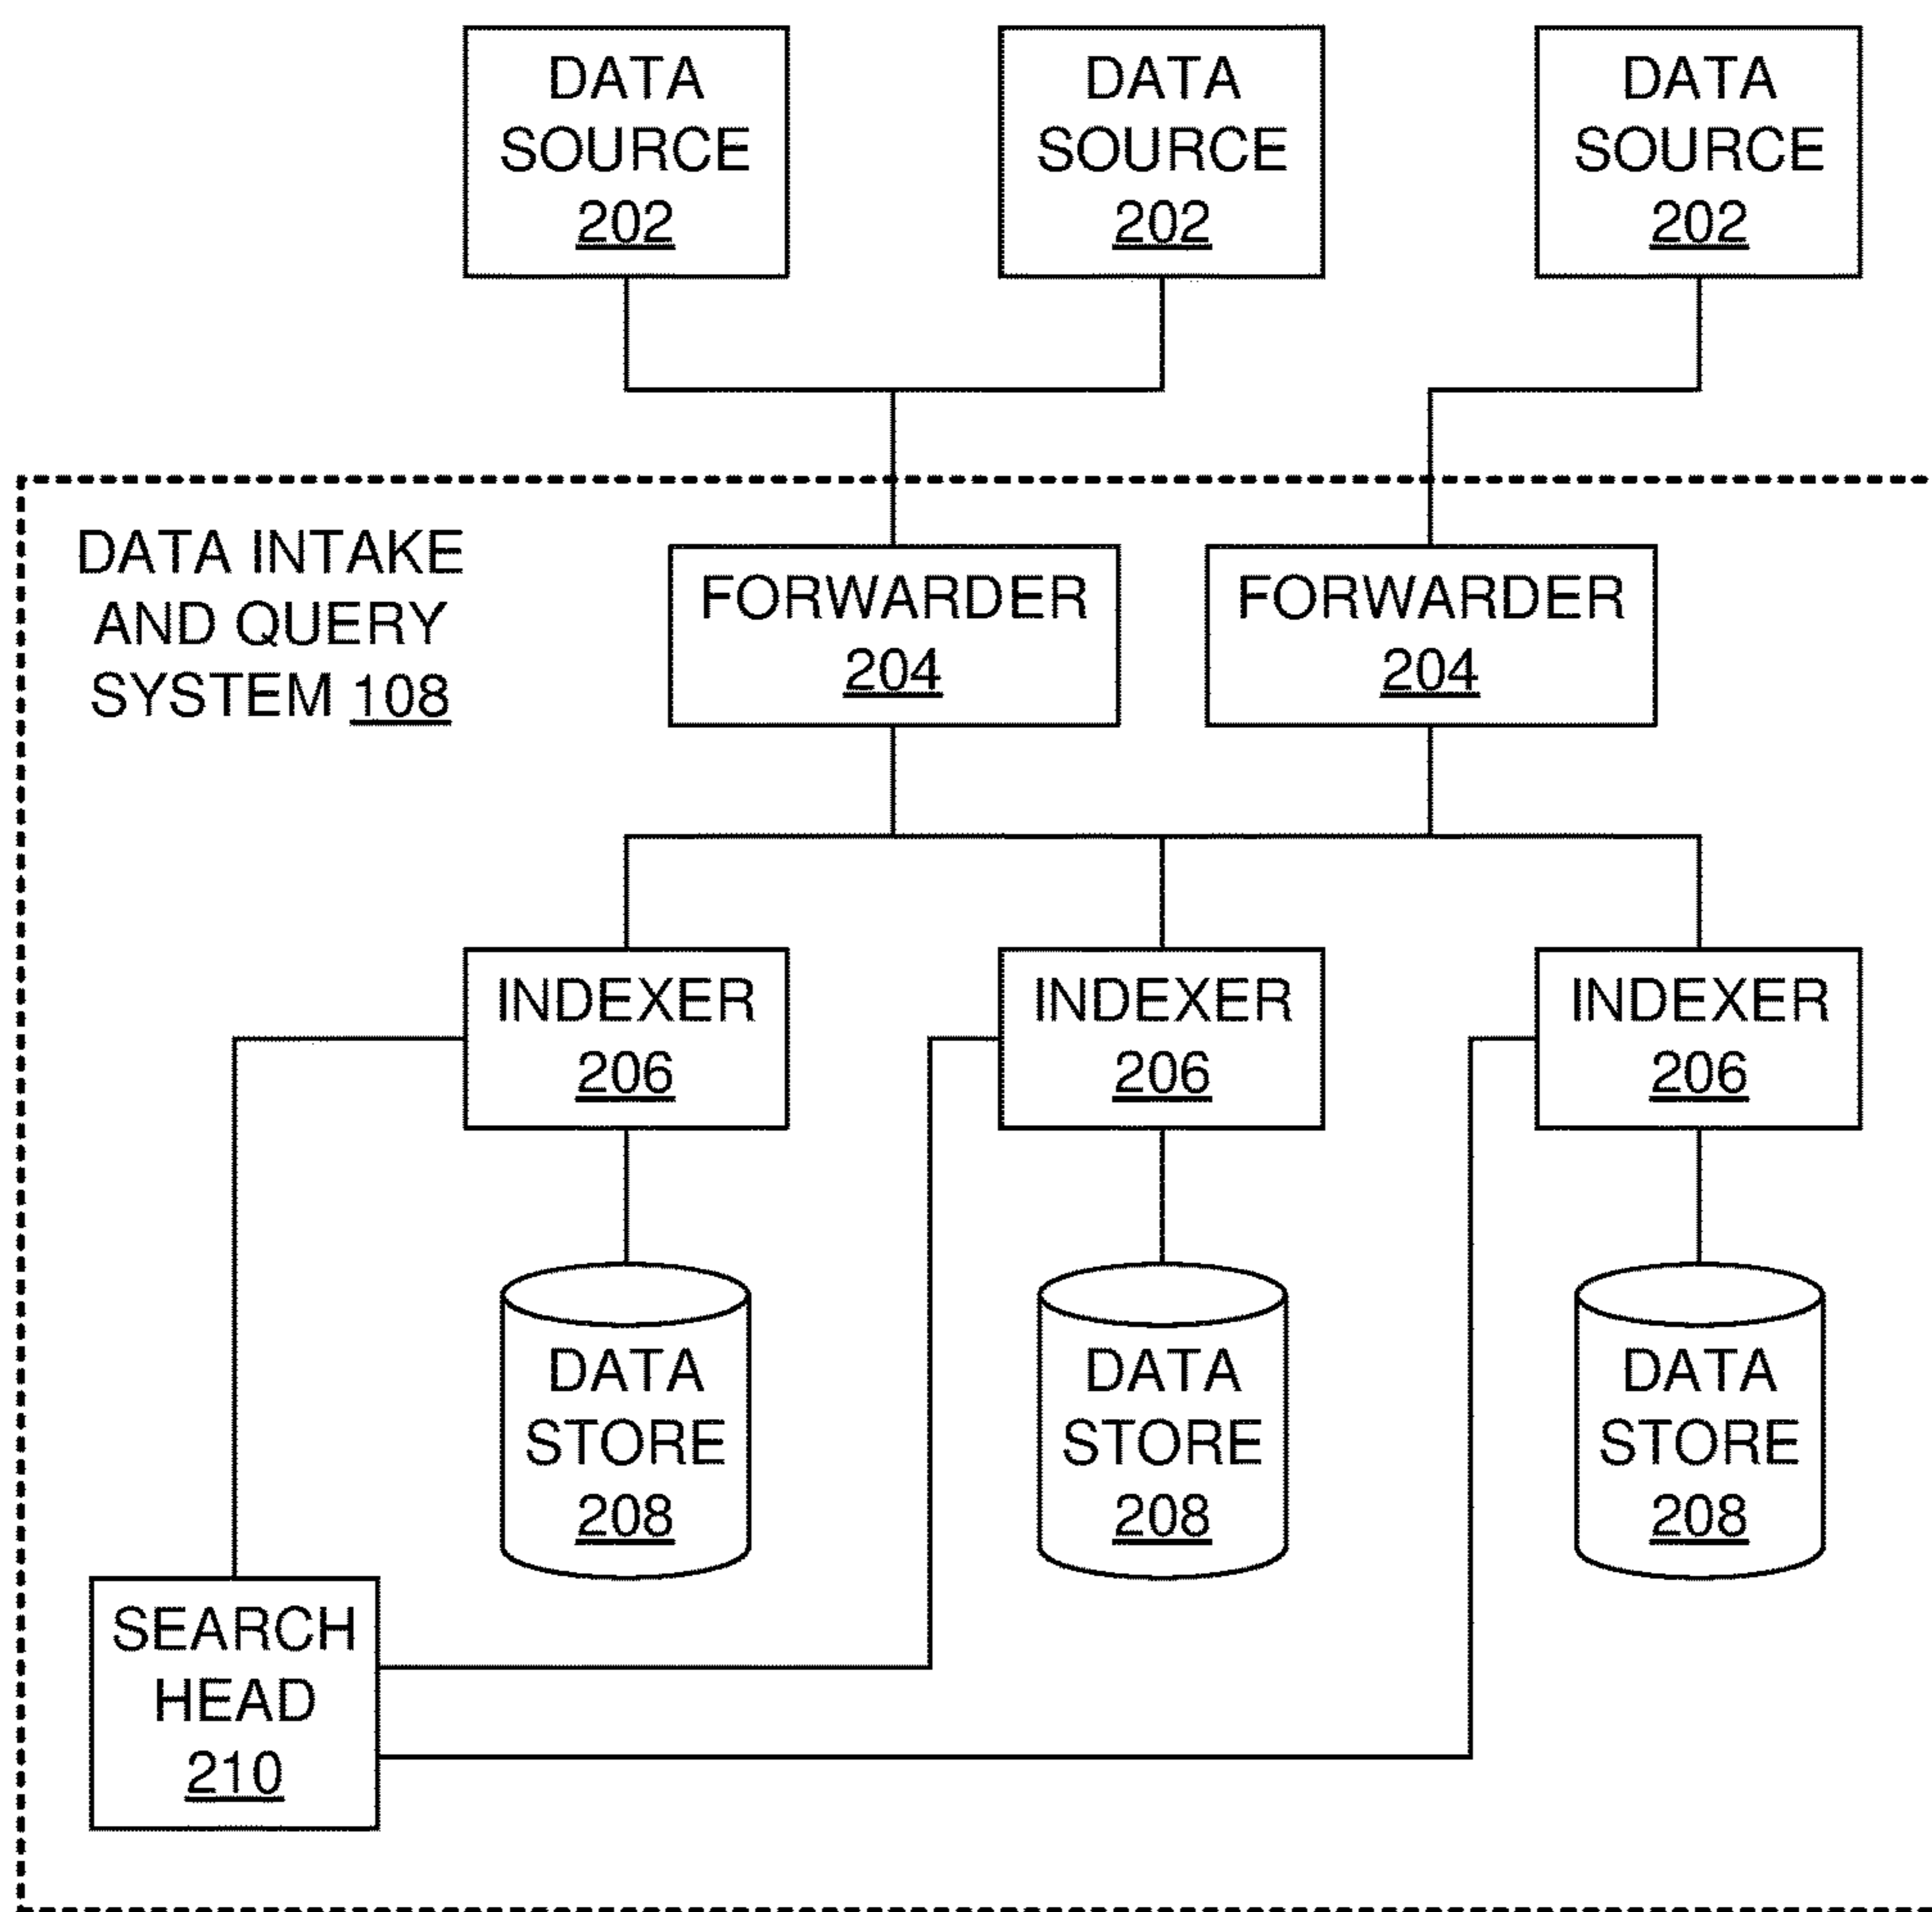 DATA
SOURCE
202
DATA
SOURCE
202
DATA
SOURCE
202
DATA INTAKE
AND QUERY
SYSTEM 108
FORWARDER
204
FORWARDER
204
INDEXER
206
INDEXER
206
INDEXER
206
DATA
STORE
208
DATA
STORE
208
DATA
STORE
208
SEARCH
HEAD
210